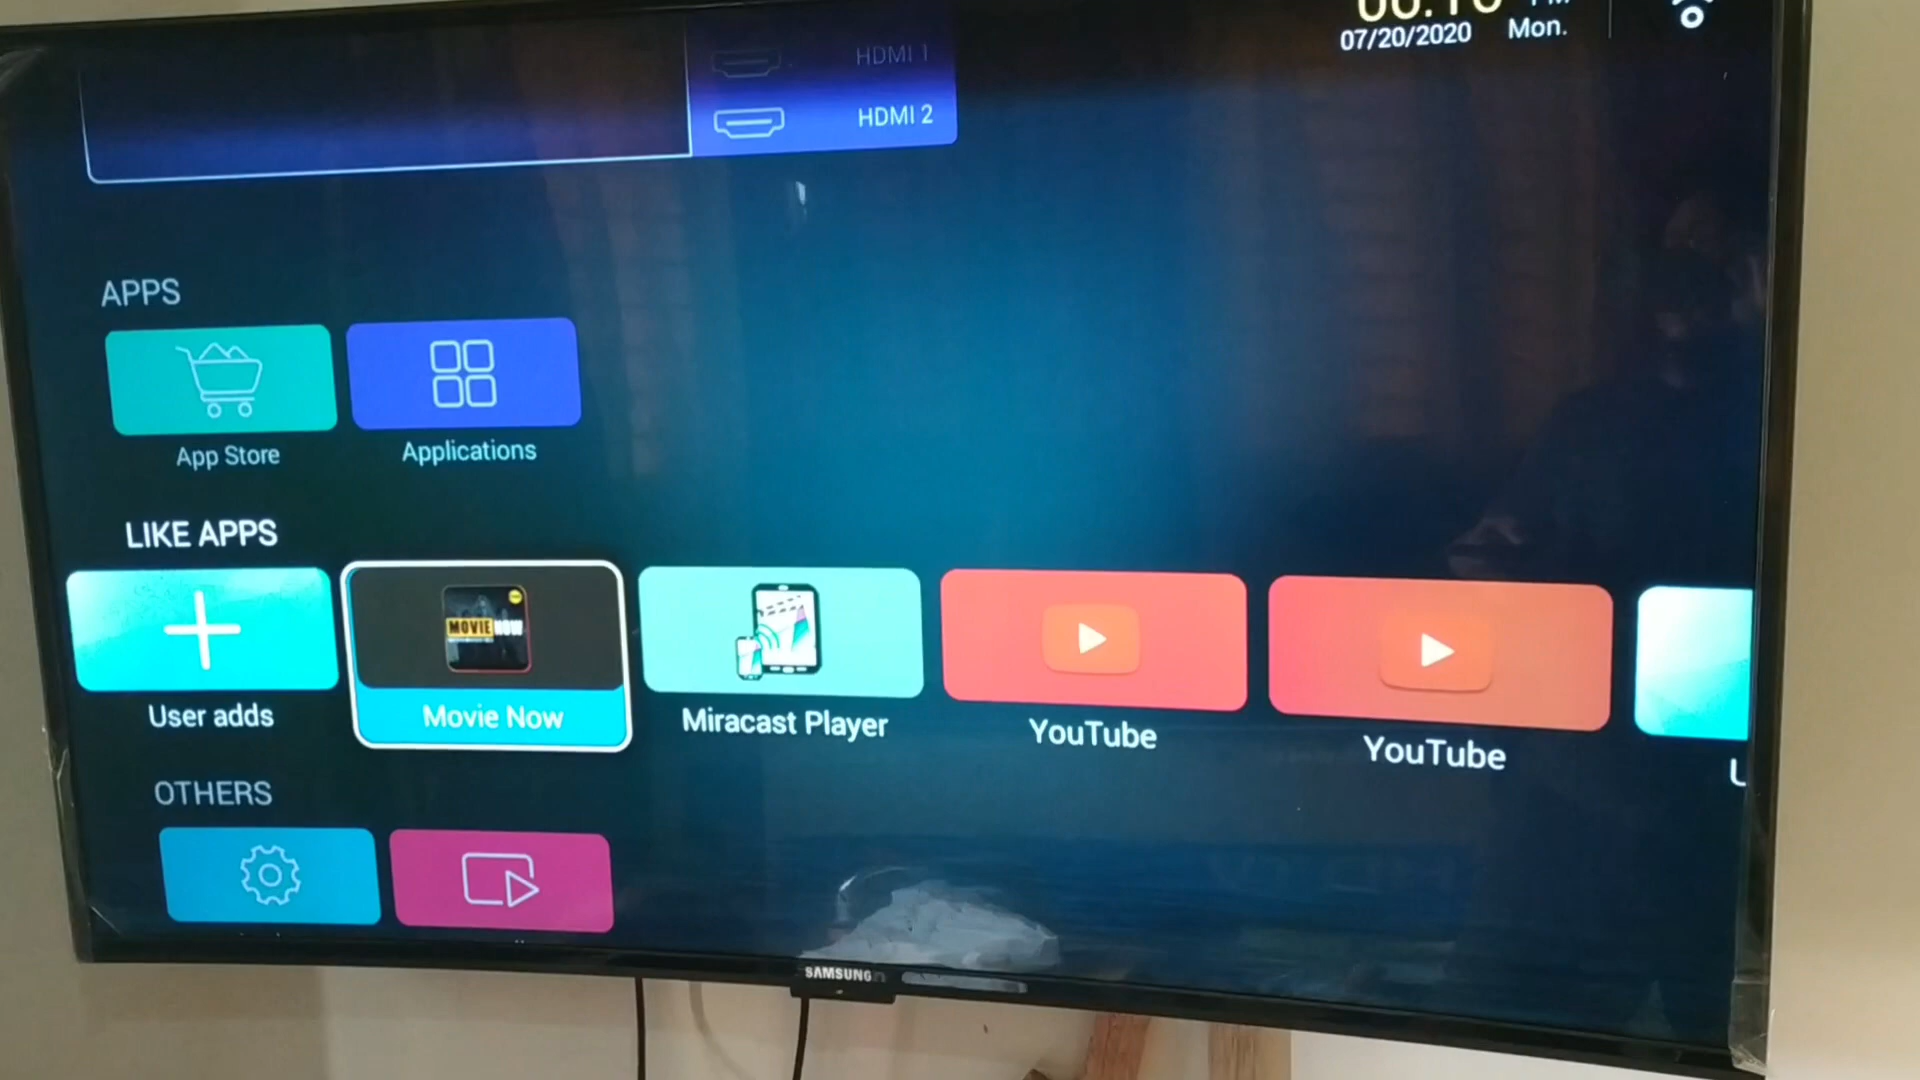 HDMI 1
07/20/2020 Mon.
HDMI 2
APPS
App Store
Applications
LIKE APPS
MOVIE NOW
User adds
Movie Now
Miracast Player
YouTube
YouTube
OTHERS
SAMSUNG